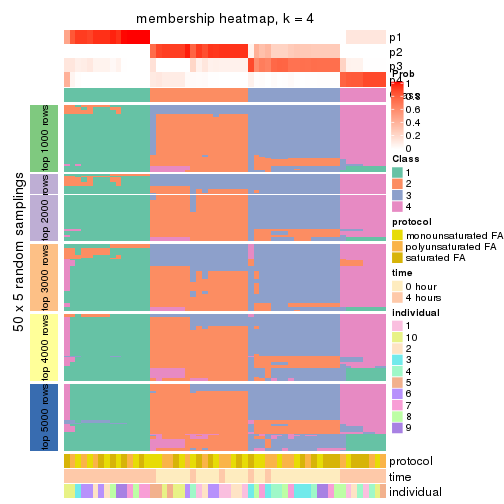 membership heatmap, k = 4
p1
p2
p3
p4
Prob
1
0.8
0.6
0.4
0.2
0
Class
1
2
3
4
protocol
monounsaturated FA
polyunsaturated FA
saturated FA
time
0 hour
4 hours
individual
1
10
2
3
4
5
6
7
8
9
50 x 5 random samplings
top 1000 rows
top 2000 rows
top 3000 rows
top 4000 rows
top 5000 rows
protocol
time
individual